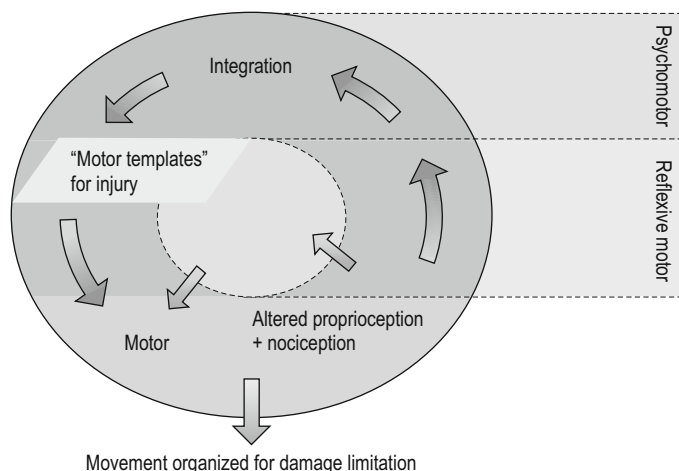 Integration
Psychomotor
“Motor templates”
for injury
Reflexive motor
Altered proprioception
+ nociception
Motor
Movement organized for damage limitation